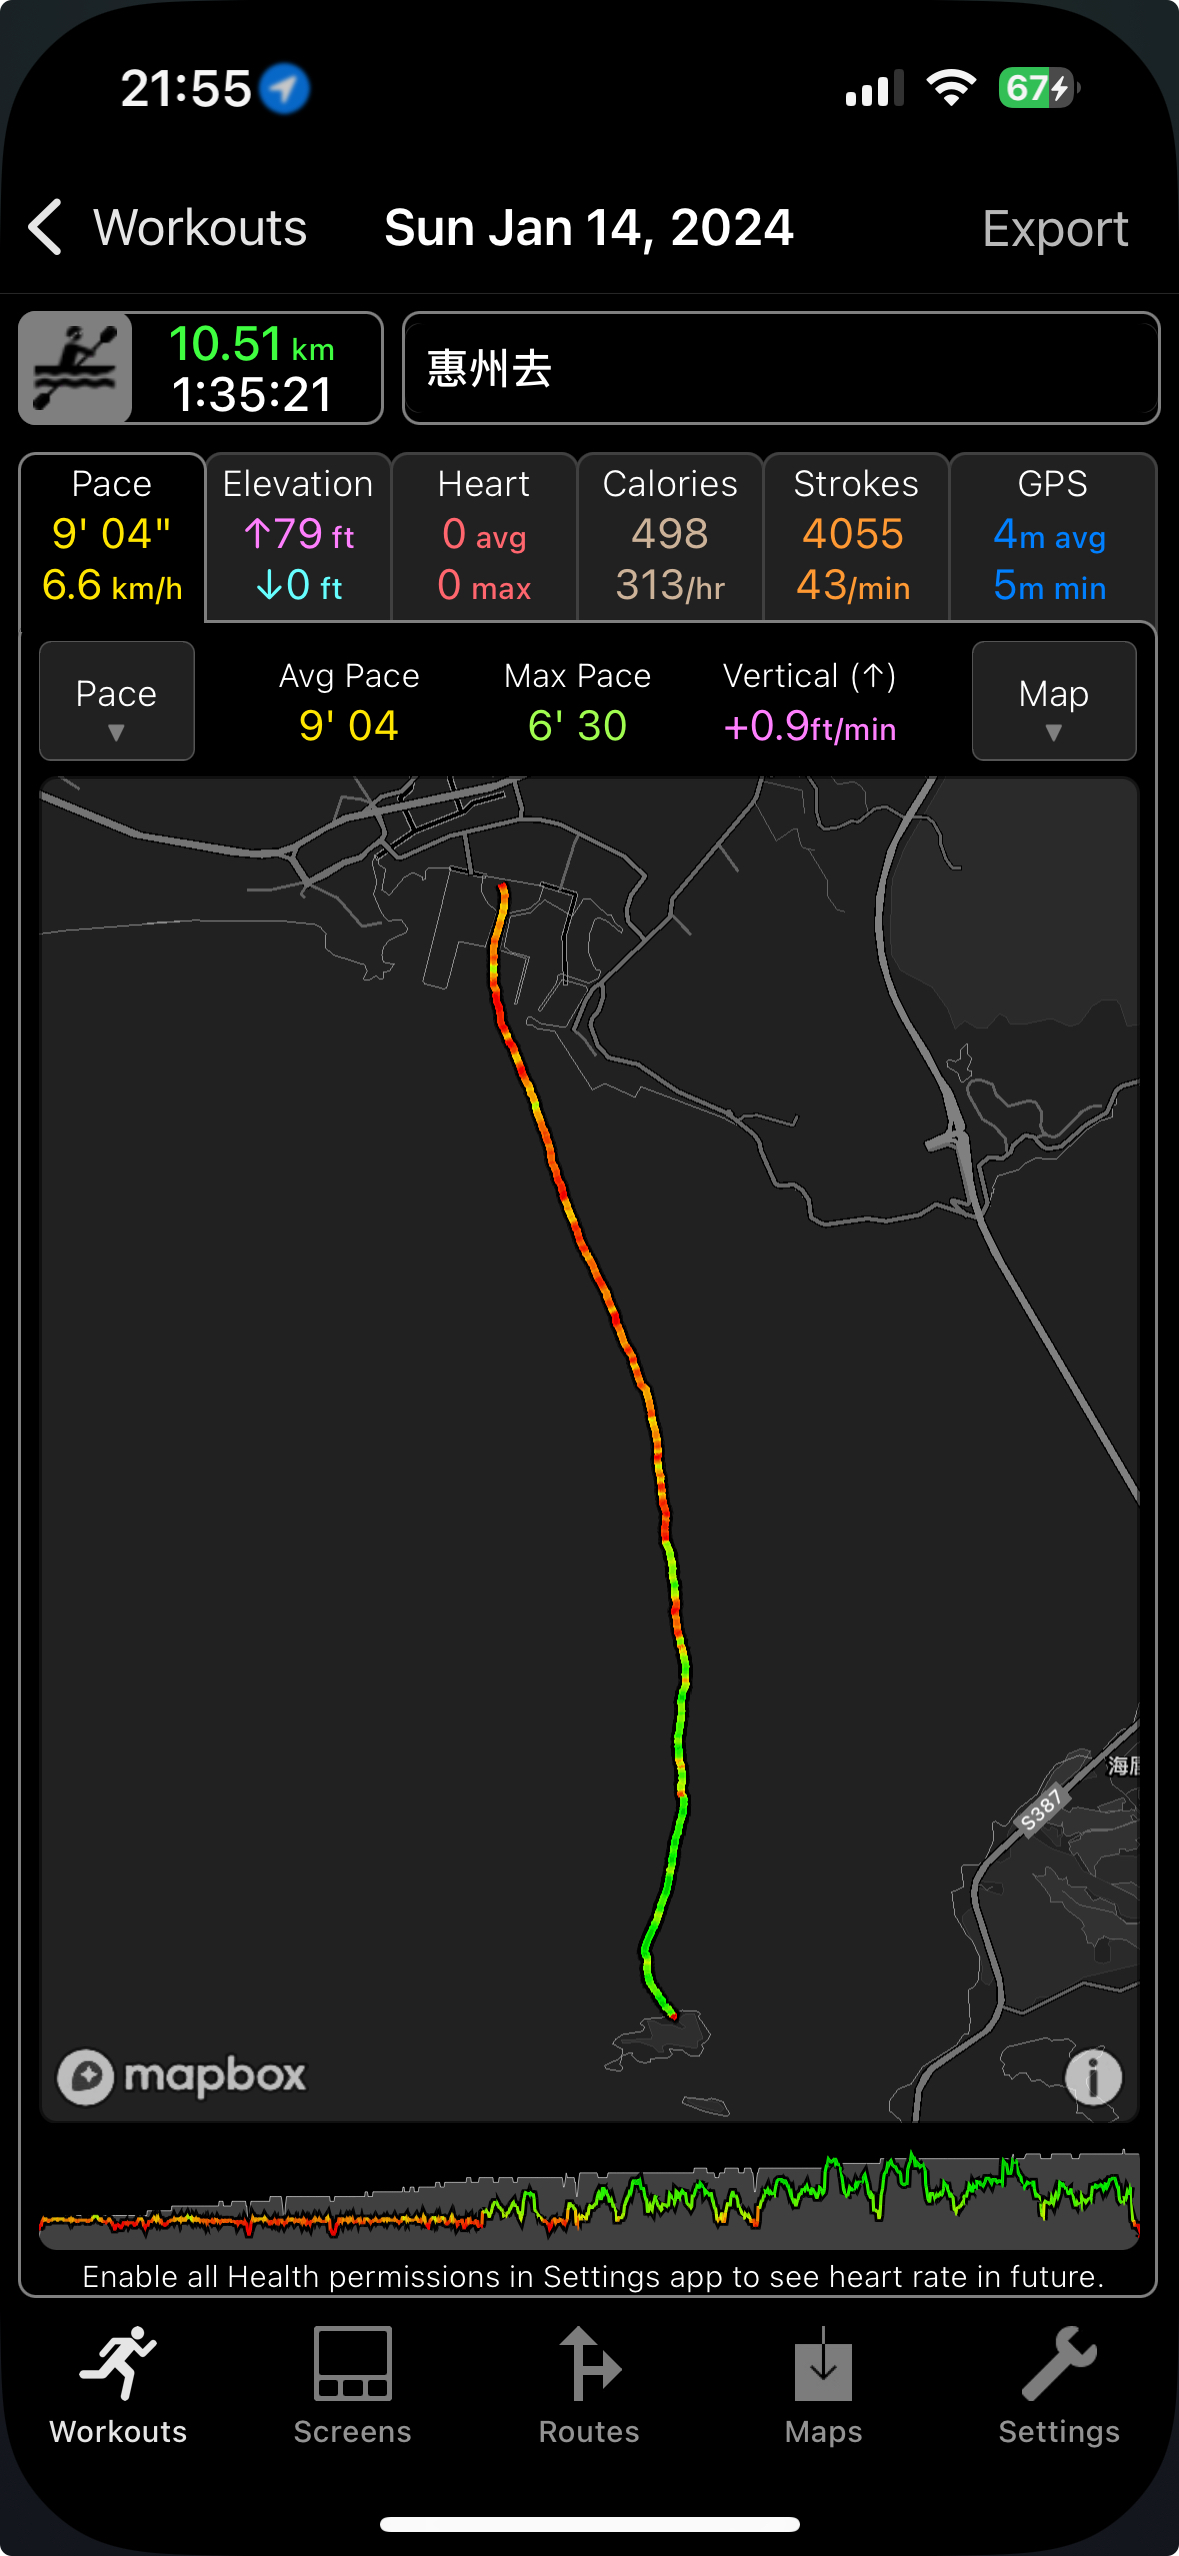 21:55
67
Workouts Sun Jan 14, 2024 Export
10.51 km
1:35:21
惠州去
Pace Elevation Heart Calories Strokes GPS
9' 04" ↑79 ft 0 avg 498 4055 4m avg
6.6 km/h ↓0 ft 0 max 313/hr 43/min 5m min
Pace ▼
Avg Pace Max Pace Vertical (↑)
9' 04 6' 30 +0.9ft/min
Map ▼
海
S387
mapbox
i
Enable all Health permissions in Settings app to see heart rate in future.
Workouts Screens Routes Maps Settings